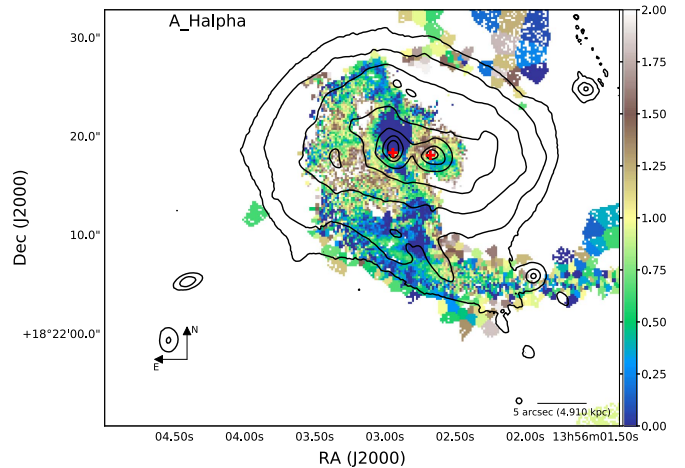 A_Halpha
30.0"
20.0"
10.0"
+18°22'00.0"
Dec (J2000)
N
E
5 arcsec (4.910 kpc)
04.50s 04.00s 03.50s 03.00s 02.50s 02.00s 13h56m01.50s
RA (J2000)
2.00
1.75
1.50
1.25
1.00
0.75
0.50
0.25
0.00